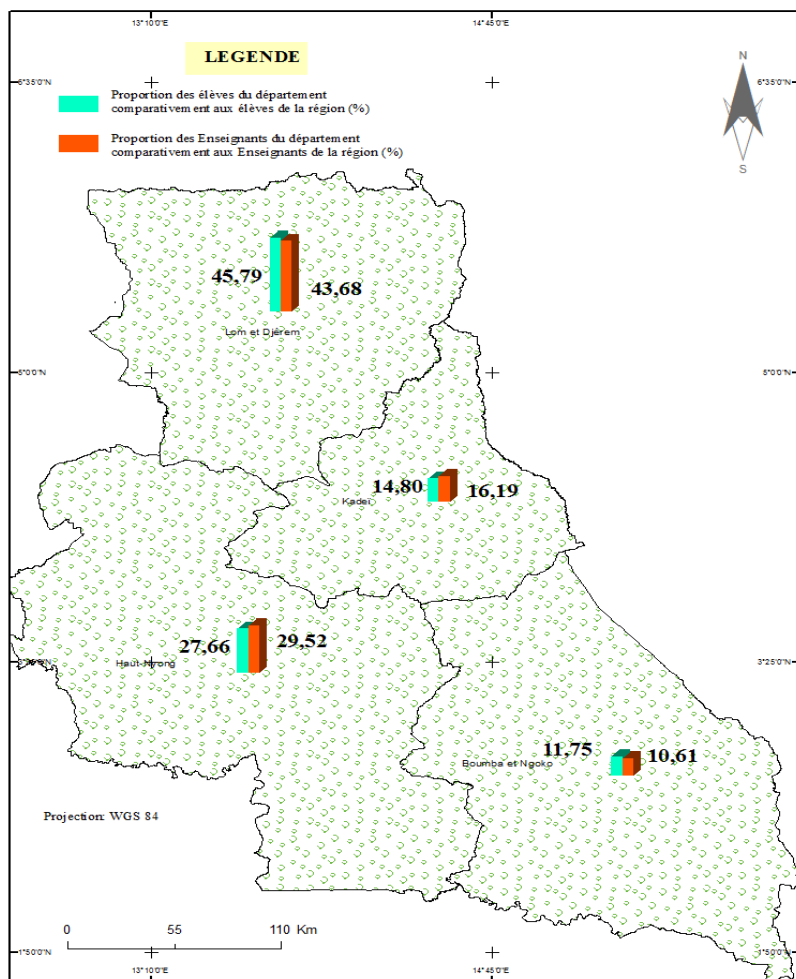 13°10'0"E 14°45'0"E
LEGENDE
N
6°35'0"N 6°35'0"N
Proportion des élèves du département
comparativement aux élèves de la région (%)
Proportion des Enseignants du département
comparativement aux Enseignants de la région (%)
S
45,79
43,68
Lom et Djérem
5°0'0"N 5°0'0"N
14,80 16,19
Kadeï
27,66 29,52
Haut-Nyong
3°25'0"N 3°25'0"N
11,75 10,61
Boumba et Ngoko
Projection: WGS 84
0 55 110 Km
1°50'0"N 1°50'0"N
13°10'0"E 14°45'0"E